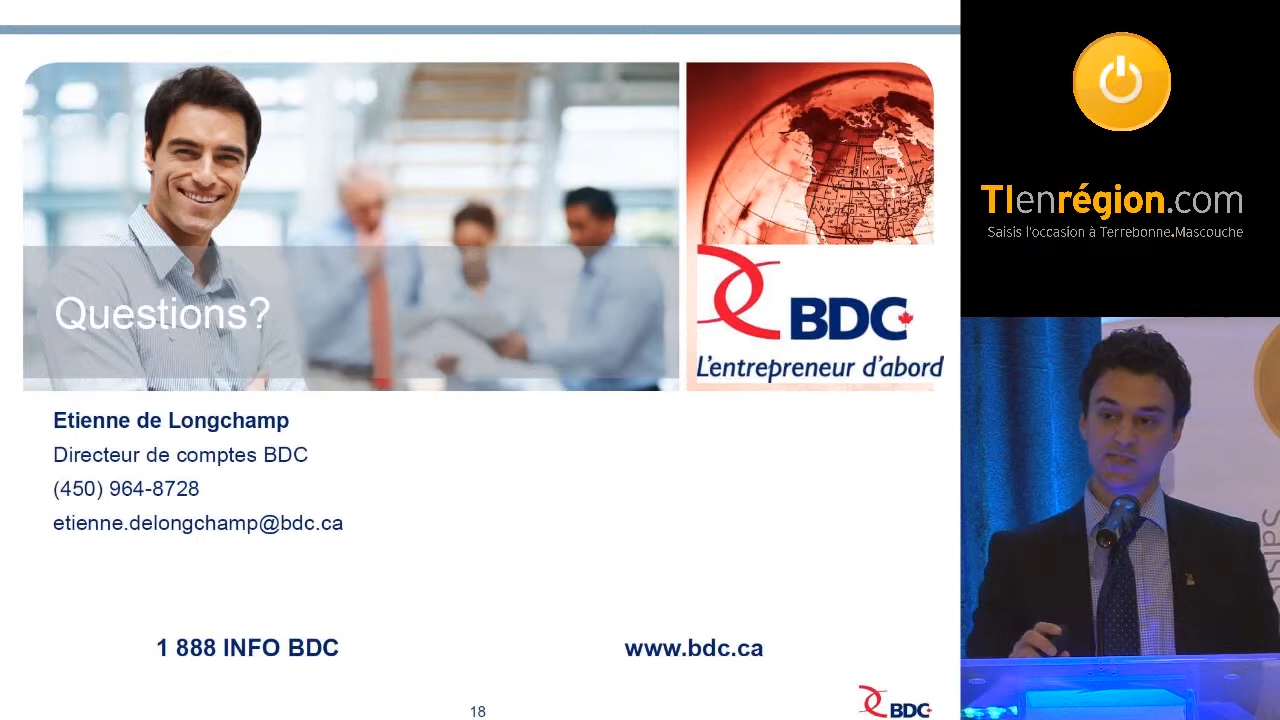 Questions?
BDC
L'entrepreneur d'abord
Etienne de Longchamp
Directeur de comptes BDC
(450) 964-8728
etienne.delongchamp@bdc.ca
1 888 INFO BDC
www.bdc.ca
18
BDC
TIenrégion.com
Saisis l'occasion à Terrebonne.Mascouche